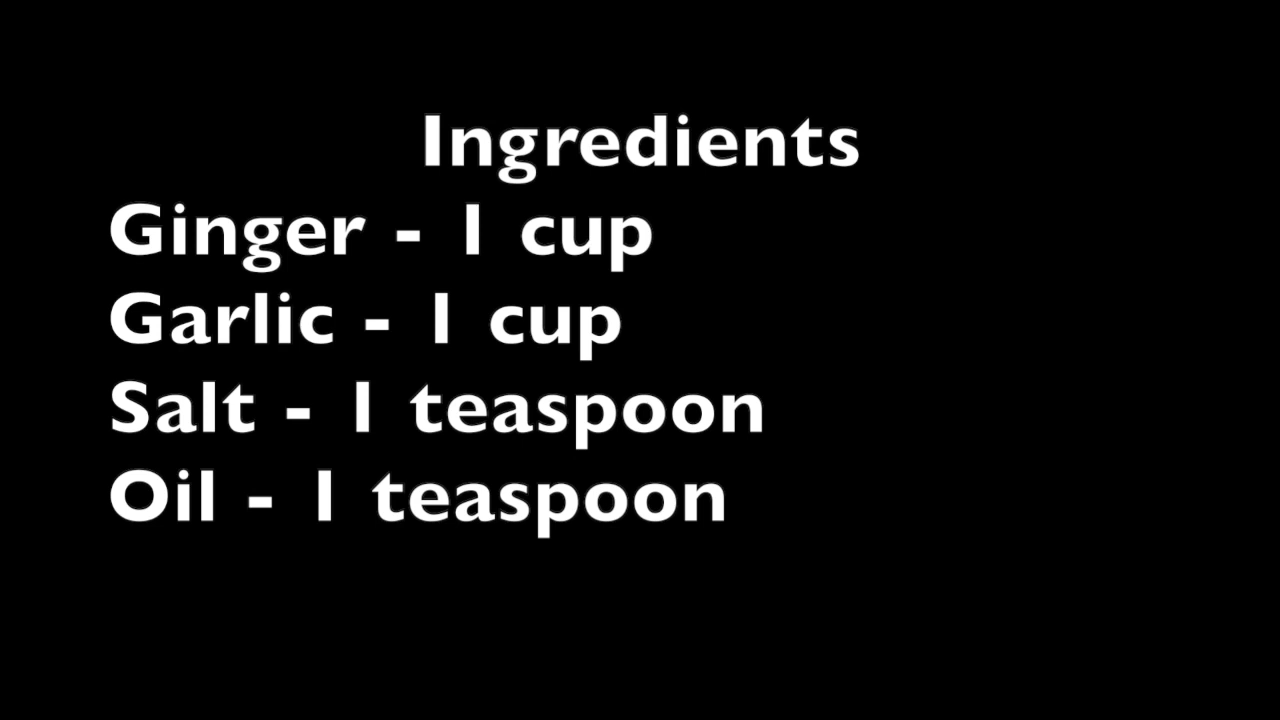 Ingredients
Ginger - 1 cup
Garlic - 1 cup
Salt - 1 teaspoon
Oil - 1 teaspoon